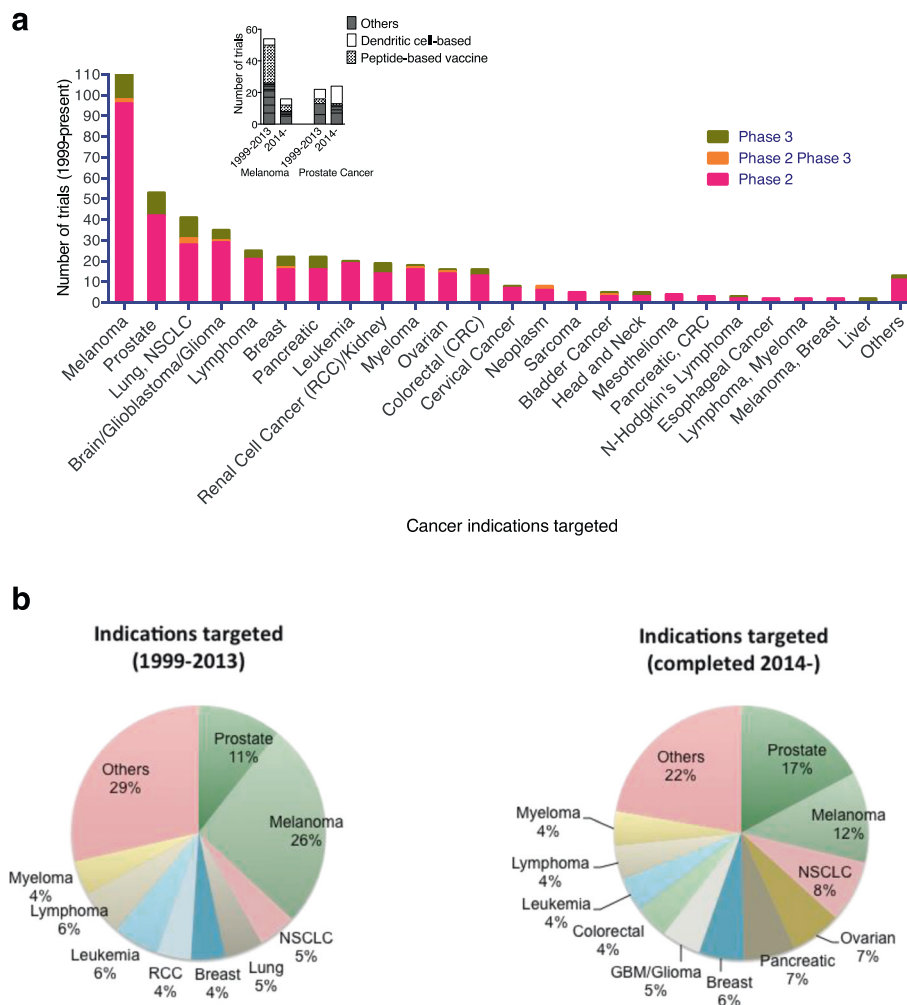 a
Others
Dendritic cell-based
Peptide-based vaccine
Number of trials
60
40
20
0
1999-2013
2014-
1999-2013
2014-
Melanoma
Prostate Cancer
Number of trials (1999-present)
110
100
90
80
70
60
50
40
30
20
10
0
Phase 3
Phase 2 Phase 3
Phase 2
Melanoma
Prostate
Lung, NSCLC
Brain/Glioblastoma/Glioma
Lymphoma
Breast
Pancreatic
Leukemia
Renal Cell Cancer (RCC)/Kidney
Myeloma
Ovarian
Colorectal (CRC)
Cervical Cancer
Neoplasm
Sarcoma
Bladder Cancer
Head and Neck
Mesothelioma
Pancreatic, CRC
N-Hodgkin's Lymphoma
Esophageal Cancer
Lymphoma, Myeloma
Melanoma, Breast
Liver
Others
Cancer indications targeted
b
Indications targeted
(1999-2013)
Prostate
11%
Melanoma
26%
NSCLC
5%
Lung
5%
Breast
4%
RCC
4%
Leukemia
6%
Lymphoma
6%
Myeloma
4%
Others
29%
Indications targeted
(completed 2014-)
Prostate
17%
Melanoma
12%
NSCLC
8%
Ovarian
7%
Pancreatic
7%
Breast
6%
GBM/Glioma
5%
Colorectal
4%
Leukemia
4%
Lymphoma
4%
Myeloma
4%
Others
22%